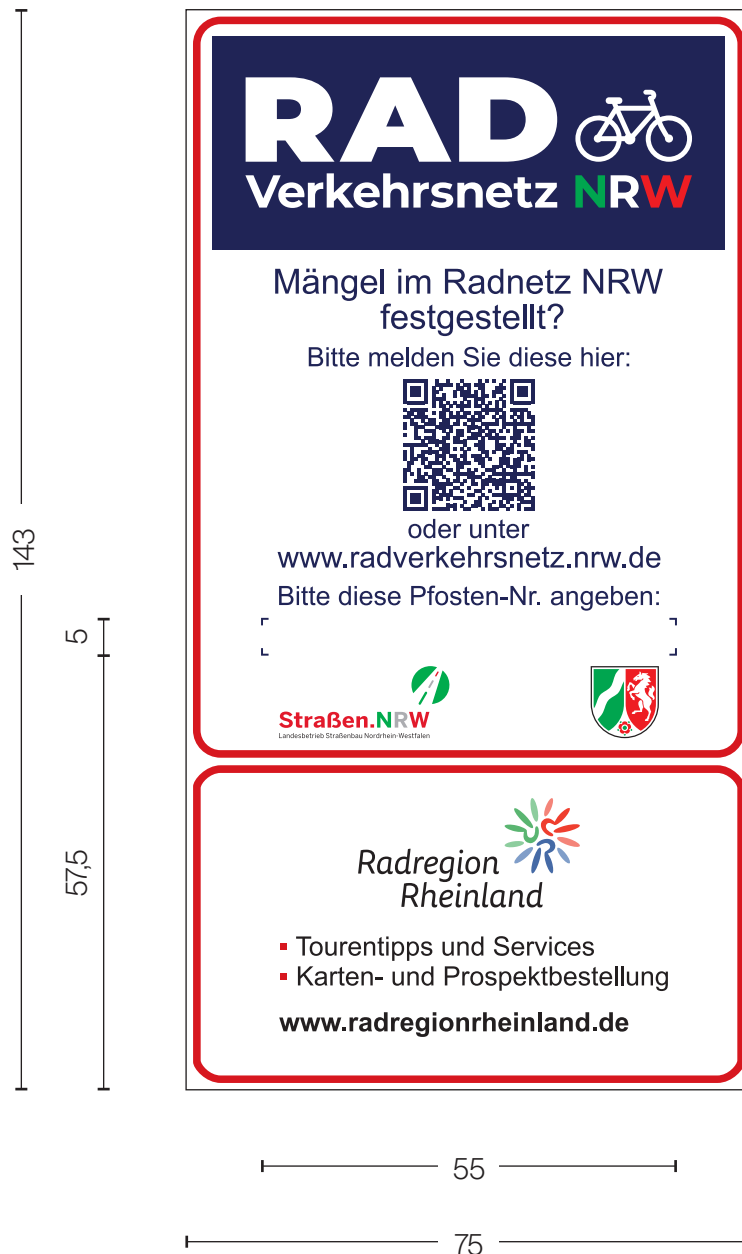 RAD
Verkehrsnetz NRW
Mängel im Radnetz NRW
festgestellt?
Bitte melden Sie diese hier:
oder unter
www.radverkehrsnetz.nrw.de
Bitte diese Pfosten-Nr. angeben:
Straßen.NRW
Landesbetrieb Straßenbau Nordrhein-Westfalen
Radregion
Rheinland
▪ Tourentipps und Services
▪ Karten- und Prospektbestellung
www.radregionrheinland.de
143
5
57,5
55
75